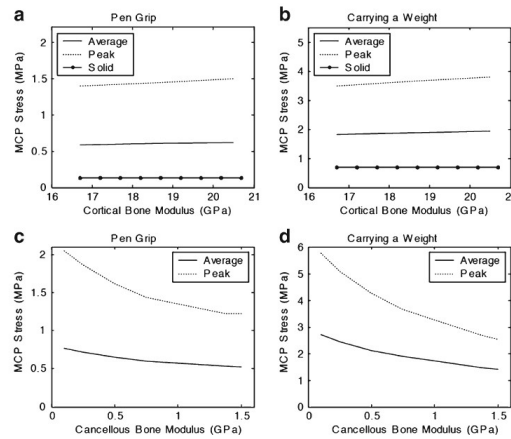 a
Pen Grip
2
1.5
1
0.5
0
MCP Stress (MPa)
Average
Peak
Solid
16 17 18 19 20 21
Cortical Bone Modulus (GPa)
b
Carrying a Weight
5
4
3
2
1
0
MCP Stress (MPa)
Average
Peak
Solid
16 17 18 19 20 2
Cortical Bone Modulus (GPa)
c
Pen Grip
2
1.5
1
0.5
0
MCP Stress (MPa)
Average
Peak
0 0.5 1.0 1.5
Cancellous Bone Modulus (GPa)
d
Carrying a Weight
6
5
4
3
2
1
0
MCP Stress (MPa)
Average
Peak
0 0.5 1.0 1.5
Cancellous Bone Modulus (GPa)